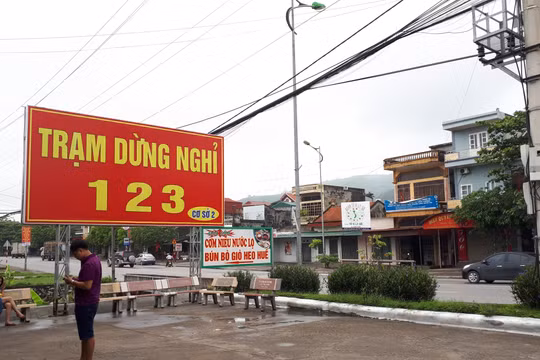 TRẠM DỪNG NGHỈ
123
CƠ SỞ 2
CƠM NIÊU NƯỚC LỌ
BÚN BÒ GIÒ HEO HUẾ